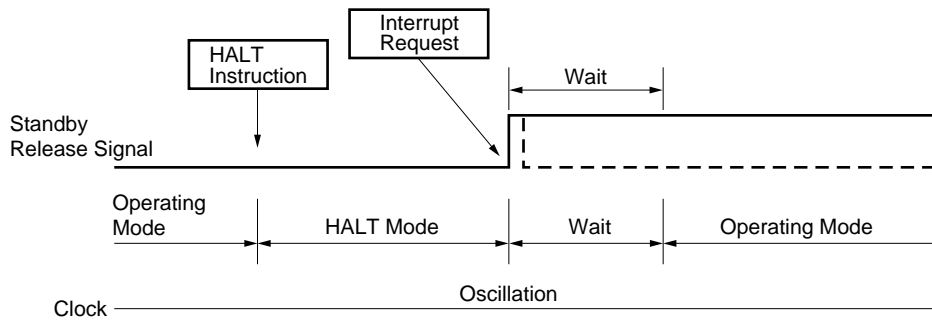 HALT
Instruction
Interrupt
Request
Wait
Standby
Release Signal
Operating
Mode
HALT Mode
Wait
Operating Mode
Clock
Oscillation